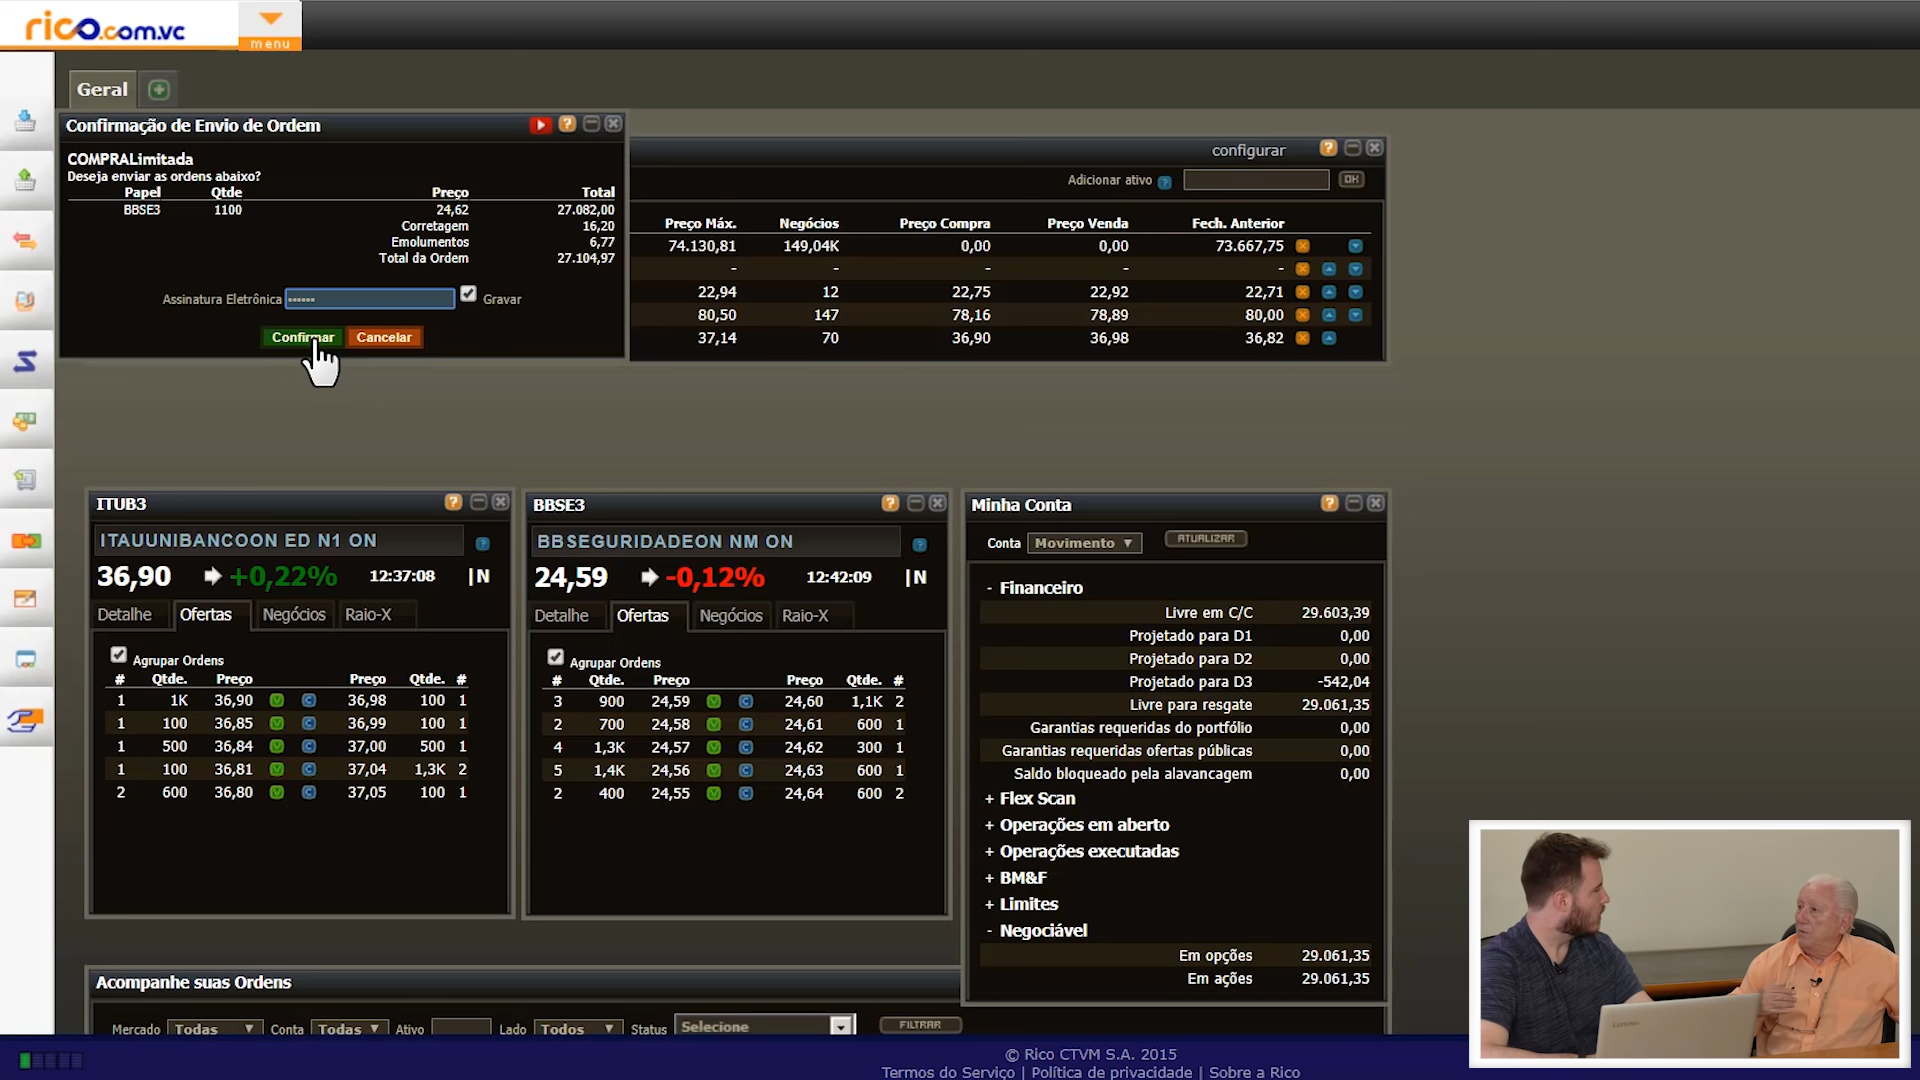 rico.com.vc
menu
Geral
Confirmação de Envio de Ordem
COMPRALimitada
Deseja enviar as ordens abaixo?
Papel Qtde Preço Total
BBSE3 1100 24,62 27.082,00
Corretagem 16,20
Emolumentos 6,77
Total da Ordem 27.104,97
Assinatura Eletrônica •••••• Gravar
Confirmar Cancelar
configurar
Adicionar ativo OK
Preço Máx. Negócios Preço Compra Preço Venda Fech. Anterior
74.130,81 149,04K 0,00 0,00 73.667,75
- - - - -
22,94 12 22,75 22,92 22,71
80,50 147 78,16 78,89 80,00
37,14 70 36,90 36,98 36,82
ITUB3
ITAUUNIBANCOON ED N1 ON
36,90 +0,22% 12:37:08 |N
Detalhe Ofertas Negócios Raio-X
Agrupar Ordens
# Qtde. Preço Preço Qtde. #
1 1K 36,90 V C 36,98 100 1
1 100 36,85 V C 36,99 100 1
1 500 36,84 V C 37,00 500 1
1 100 36,81 V C 37,04 1,3K 2
2 600 36,80 V C 37,05 100 1
BBSE3
BBSEGURIDADEON NM ON
24,59 -0,12% 12:42:09 |N
Detalhe Ofertas Negócios Raio-X
Agrupar Ordens
# Qtde. Preço Preço Qtde. #
3 900 24,59 V C 24,60 1,1K 2
2 700 24,58 V C 24,61 600 1
4 1,3K 24,57 V C 24,62 300 1
5 1,4K 24,56 V C 24,63 600 1
2 400 24,55 V C 24,64 600 2
Minha Conta
Conta Movimento ATUALIZAR
- Financeiro
Livre em C/C 29.603,39
Projetado para D1 0,00
Projetado para D2 0,00
Projetado para D3 -542,04
Livre para resgate 29.061,35
Garantias requeridas do portfólio 0,00
Garantias requeridas ofertas públicas 0,00
Saldo bloqueado pela alavancagem 0,00
+ Flex Scan
+ Operações em aberto
+ Operações executadas
+ BM&F
+ Limites
- Negociável
Em opções 29.061,35
Em ações 29.061,35
Acompanhe suas Ordens
Mercado Todas Conta Todas Ativo Lado Todos Status Selecione FILTRAR
© Rico CTVM S.A. 2015
Termos do Serviço | Política de privacidade | Sobre a Rico